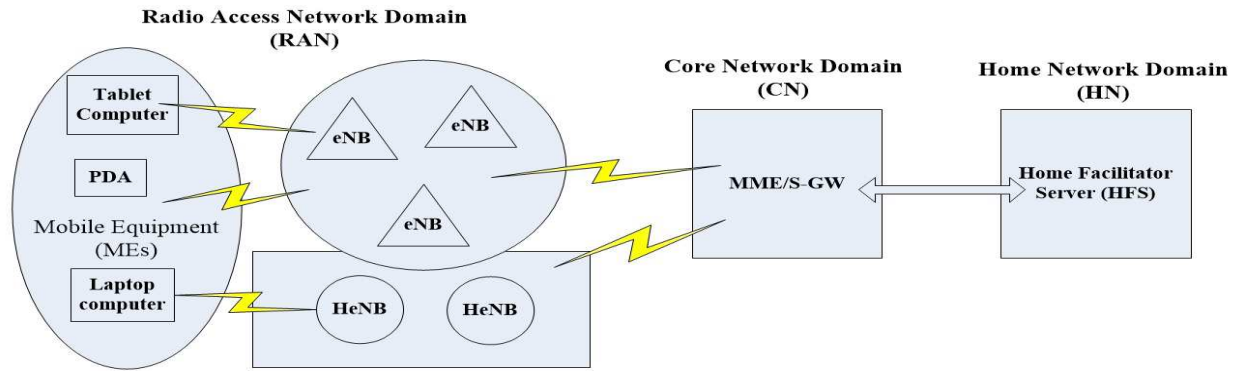 Radio Access Network Domain
(RAN)
Tablet
Computer
PDA
Mobile Equipment
(MEs)
Laptop
computer
eNB
eNB
eNB
HeNB
HeNB
Core Network Domain
(CN)
MME/S-GW
Home Network Domain
(HN)
Home Facilitator
Server (HFS)